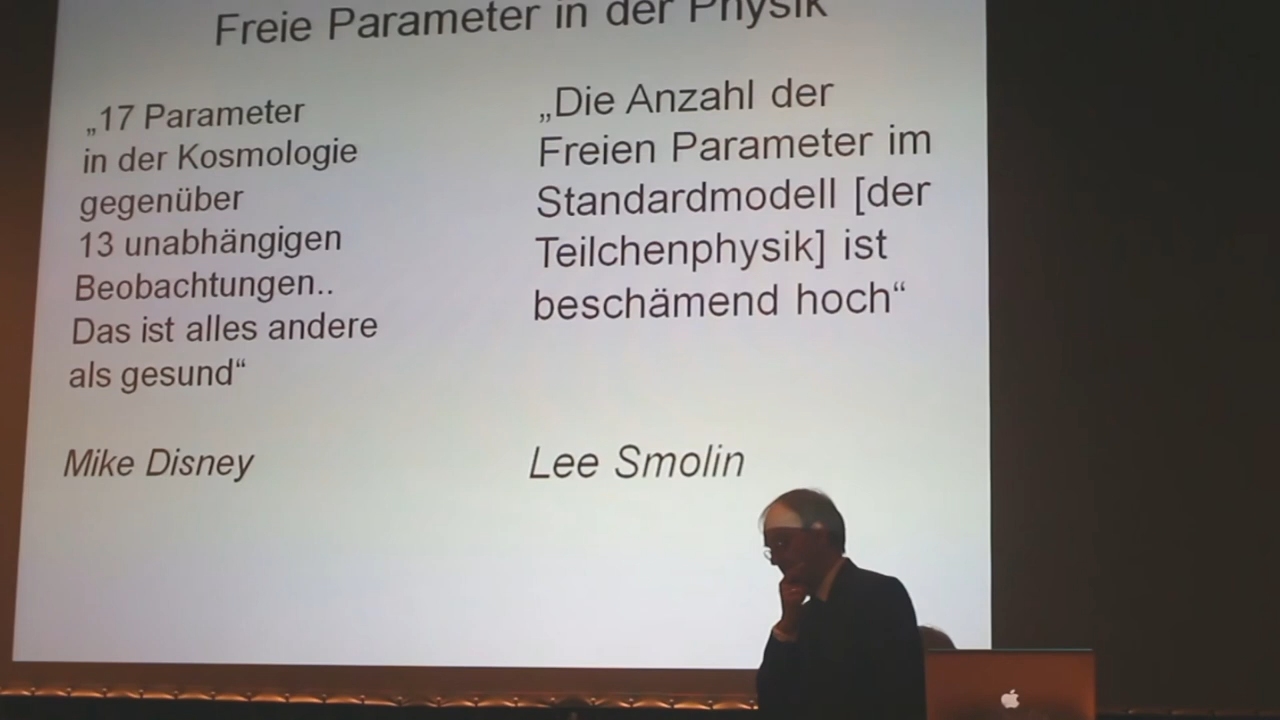 Freie Parameter in der Physik
„17 Parameter
in der Kosmologie
gegenüber
13 unabhängigen
Beobachtungen..
Das ist alles andere
als gesund“
Mike Disney
„Die Anzahl der
Freien Parameter im
Standardmodell [der
Teilchenphysik] ist
beschämend hoch“
Lee Smolin